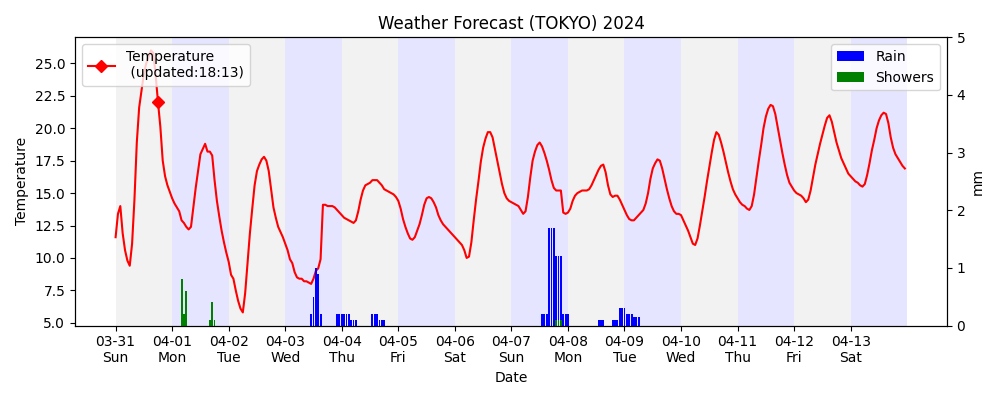 Weather Forecast (TOKYO) 2024
Temperature
(updated:18:13)
Rain
Showers
Temperature
25.0
22.5
20.0
17.5
15.0
12.5
10.0
7.5
5.0
5
4
3
2
1
0
mm
03-31 04-01 04-02 04-03 04-04 04-05 04-06 04-07 04-08 04-09 04-10 04-11 04-12 04-13
Sun Mon Tue Wed Thu Fri Sat Sun Mon Tue Wed Thu Fri Sat
Date